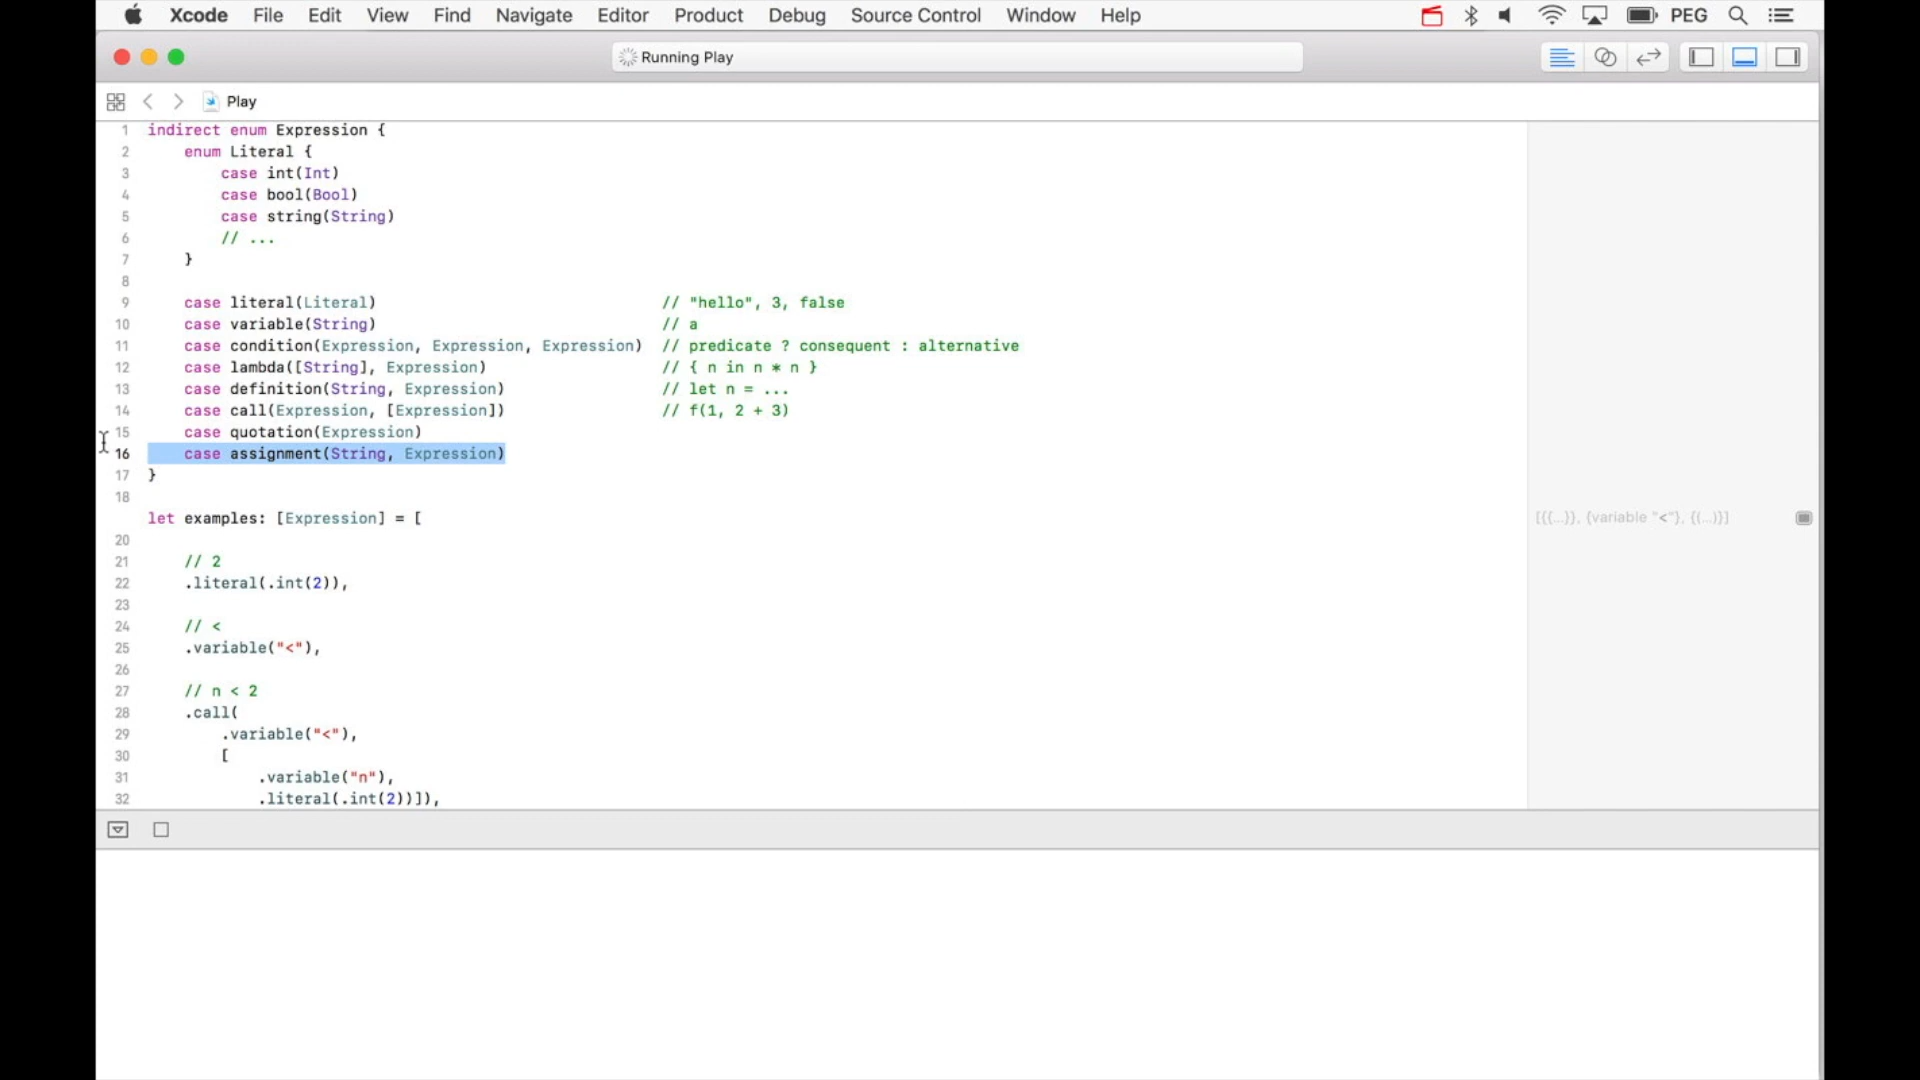 Xcode File Edit View Find Navigate Editor Product Debug Source Control Window Help PEG
Running Play
Play
1 indirect enum Expression {
2 enum Literal {
3 case int(Int)
4 case bool(Bool)
5 case string(String)
6 // ...
7 }
8
9 case literal(Literal) // "hello", 3, false
10 case variable(String) // a
11 case condition(Expression, Expression, Expression) // predicate ? consequent : alternative
12 case lambda([String], Expression) // { n in n * n }
13 case definition(String, Expression) // let n = ...
14 case call(Expression, [Expression]) // f(1, 2 + 3)
15 case quotation(Expression)
16 case assignment(String, Expression)
17 }
18
let examples: [Expression] = [ [{{...}}, {variable "<"}, {(...)}]
20
21 // 2
22 .literal(.int(2)),
23
24 // <
25 .variable("<"),
26
27 // n < 2
28 .call(
29 .variable("<"),
30 [
31 .variable("n"),
32 .literal(.int(2))]),